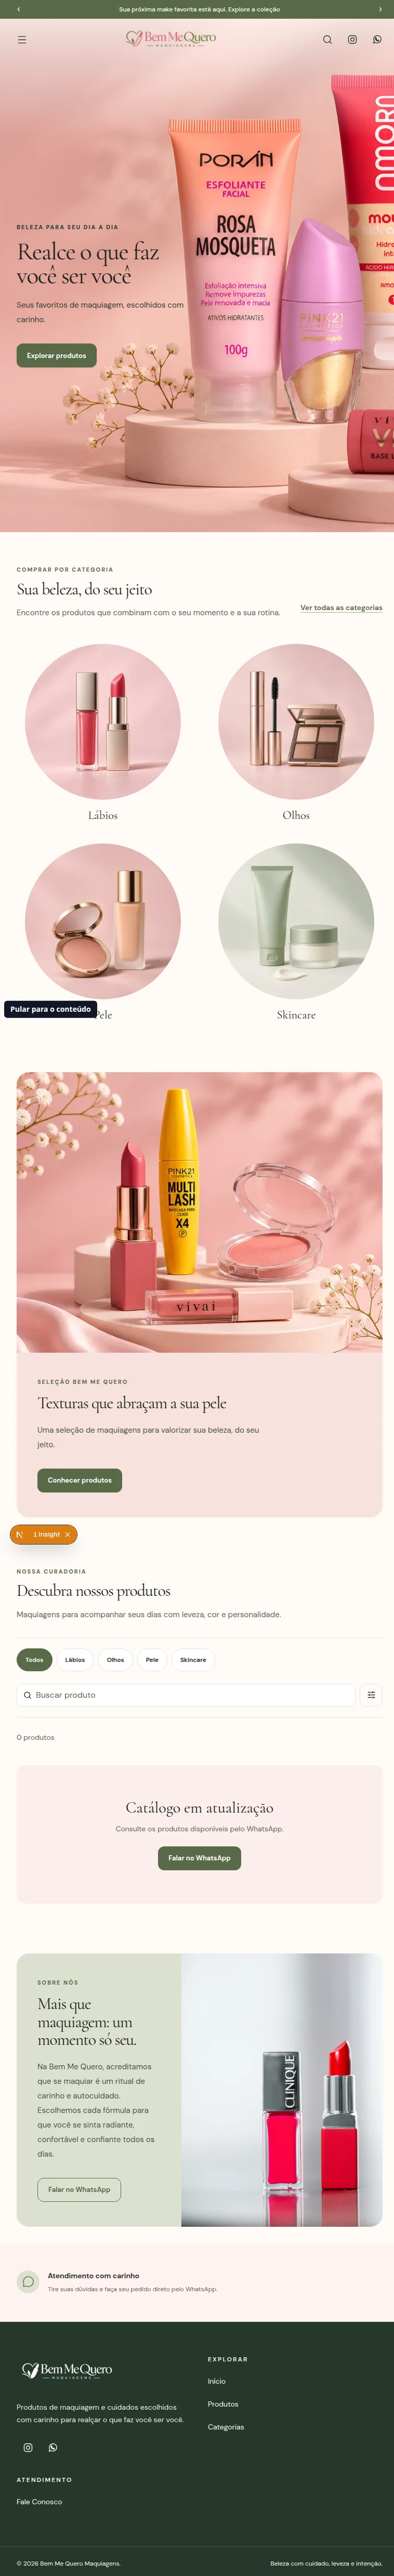 Sua próxima make favorita está aqui. Explore a coleção
Bem Me Quero
MAQUIAGENS
BELEZA PARA SEU DIA A DIA
Realce o que faz
você ser você
Seus favoritos de maquiagem, escolhidos com
carinho.
Explorar produtos
PORÁN
ESFOLIANTE
FACIAL
ROSA
MOSQUETA
Esfoliação intensiva
Remove impurezas
Pele renovada e macia
ATIVOS HIDRATANTES
100g
PINK21
COMPRAR POR CATEGORIA
Sua beleza, do seu jeito
Encontre os produtos que combinam com o seu momento e a sua rotina.
Ver todas as categorias
Lábios
Olhos
Pular para o conteúdo
Pele
Skincare
PINK21
COSMETICS
MULTI
LASH
MÁSCARA PARA
CÍLIOS
X4
vivai
SELEÇÃO BEM ME QUERO
Texturas que abraçam a sua pele
Uma seleção de maquiagens para valorizar sua beleza, do seu
jeito.
Conhecer produtos
1 Insight
NOSSA CURADORIA
Descubra nossos produtos
Maquiagens para acompanhar seus dias com leveza, cor e personalidade.
Todos
Lábios
Olhos
Pele
Skincare
Buscar produto
0 produtos
Catálogo em atualização
Consulte os produtos disponíveis pelo WhatsApp.
Falar no WhatsApp
SOBRE NÓS
Mais que
maquiagem: um
momento só seu.
Na Bem Me Quero, acreditamos
que se maquiar é um ritual de
carinho e autocuidado.
Escolhemos cada fórmula para
que você se sinta radiante,
confortável e confiante todos os
dias.
Falar no WhatsApp
CLINIQUE
Atendimento com carinho
Tire suas dúvidas e faça seu pedido direto pelo WhatsApp.
Bem Me Quero
MAQUIAGENS
Produtos de maquiagem e cuidados escolhidos
com carinho para realçar o que faz você ser você.
EXPLORAR
Início
Produtos
Categorias
ATENDIMENTO
Fale Conosco
© 2026 Bem Me Quero Maquiagens.
Beleza com cuidado, leveza e intenção.